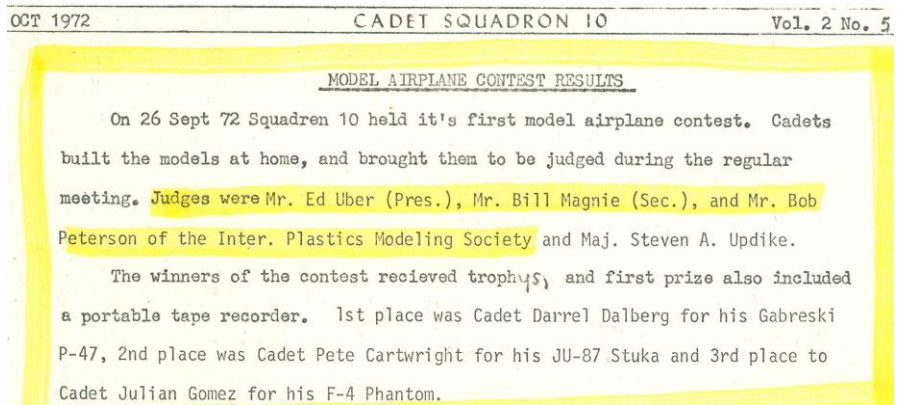 OCT 1972 CADET SQUADRON 10 Vol. 2 No. 5
MODEL AIRPLANE CONTEST RESULTS
On 26 Sept 72 Squadren 10 held it's first model airplane contest. Cadets
built the models at home, and brought them to be judged during the regular
meeting. Judges were Mr. Ed Uber (Pres.), Mr. Bill Magnie (Sec.), and Mr. Bob
Peterson of the Inter. Plastics Modeling Society and Maj. Steven A. Updike.
The winners of the contest recieved trophys, and first prize also included
a portable tape recorder. 1st place was Cadet Darrel Dalberg for his Gabreski
P-47, 2nd place was Cadet Pete Cartwright for his JU-87 Stuka and 3rd place to
Cadet Julian Gomez for his F-4 Phantom.